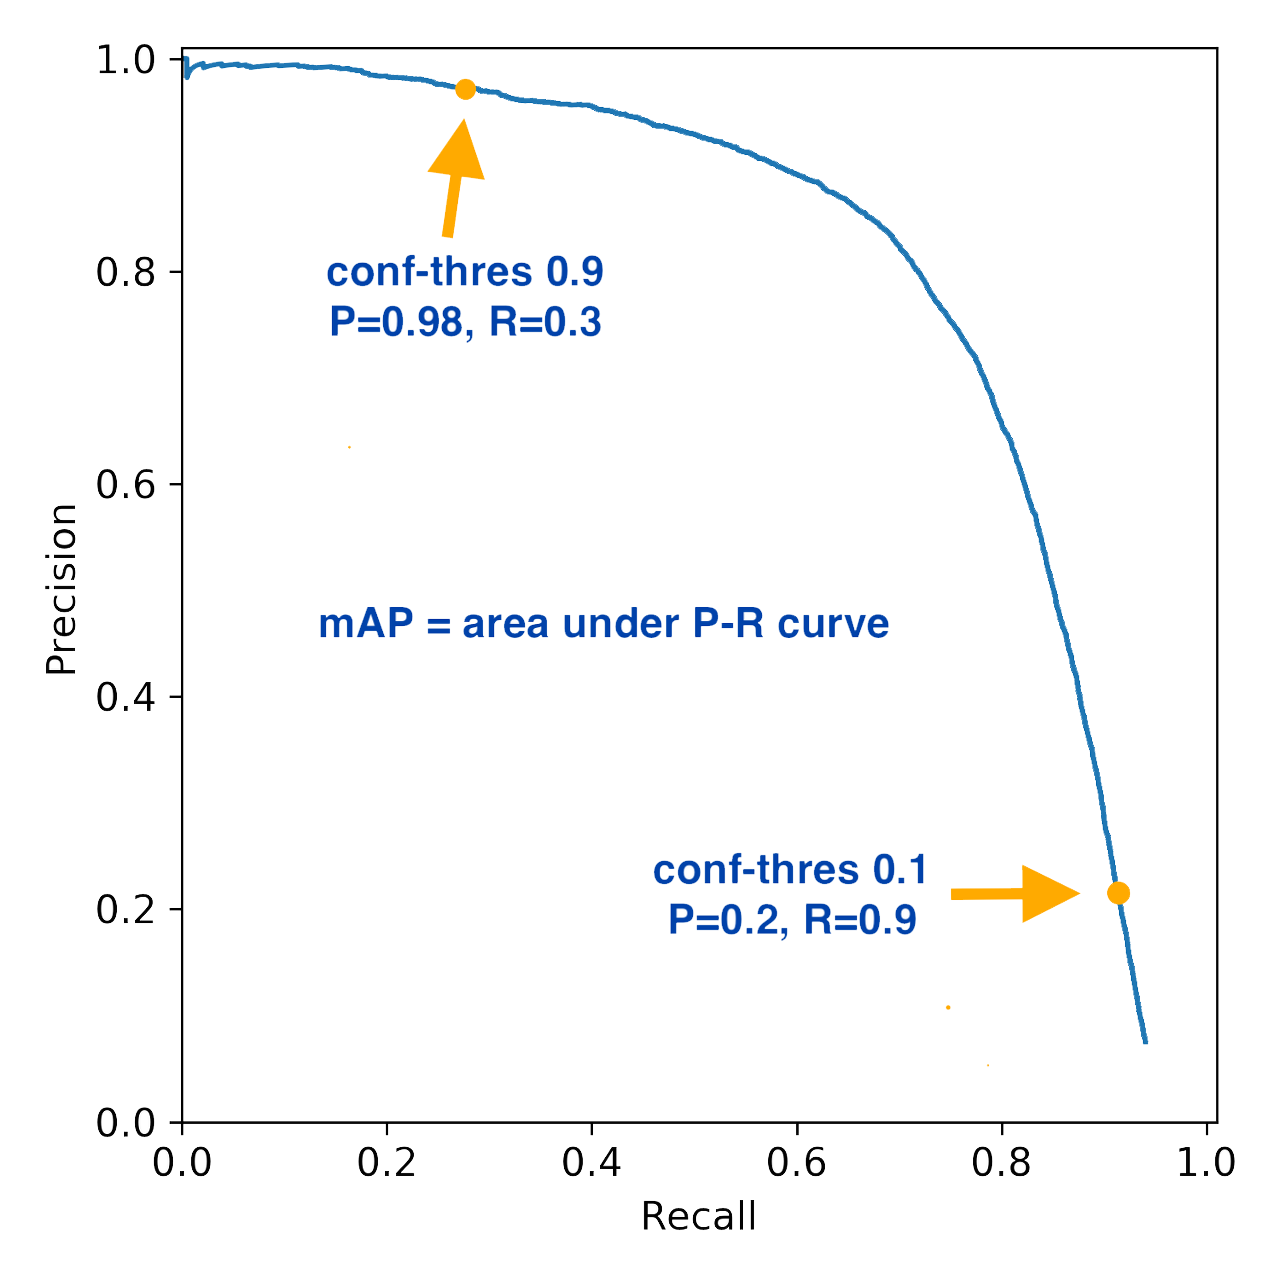 1.0
0.8
0.6
0.4
0.2
0.0
Precision
conf-thres 0.9
P=0.98, R=0.3
mAP = area under P-R curve
conf-thres 0.1
P=0.2, R=0.9
0.0 0.2 0.4 0.6 0.8 1.0
Recall